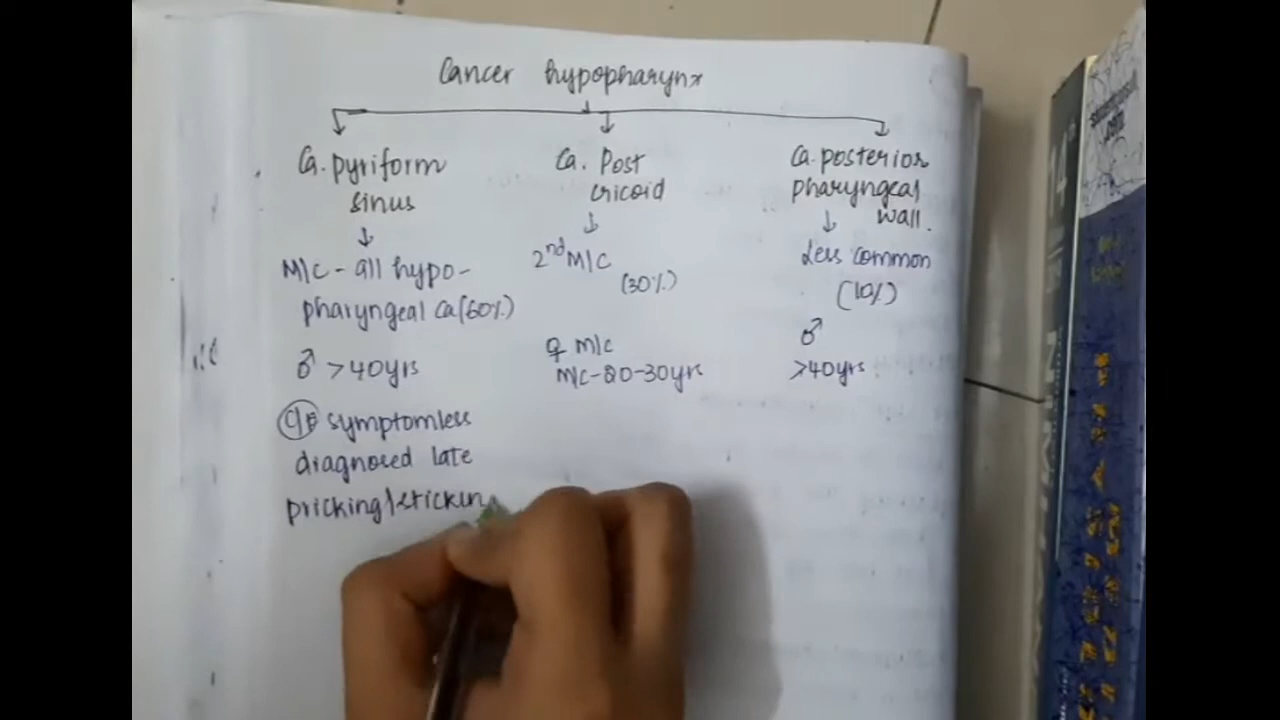 Cancer hypopharynx
Ca. pyriform
sinus
M/C - all hypo-
pharyngeal Ca (60%)
♂ >40yrs
symptomless
diagnosed late
pricking/stickin
Ca. Post
cricoid
2nd M/C
(30%)
♀ M/C
M/C-20-30yrs
Ca. posterior
pharyngeal
wall.
Less common
(10%)
♂
>40yrs